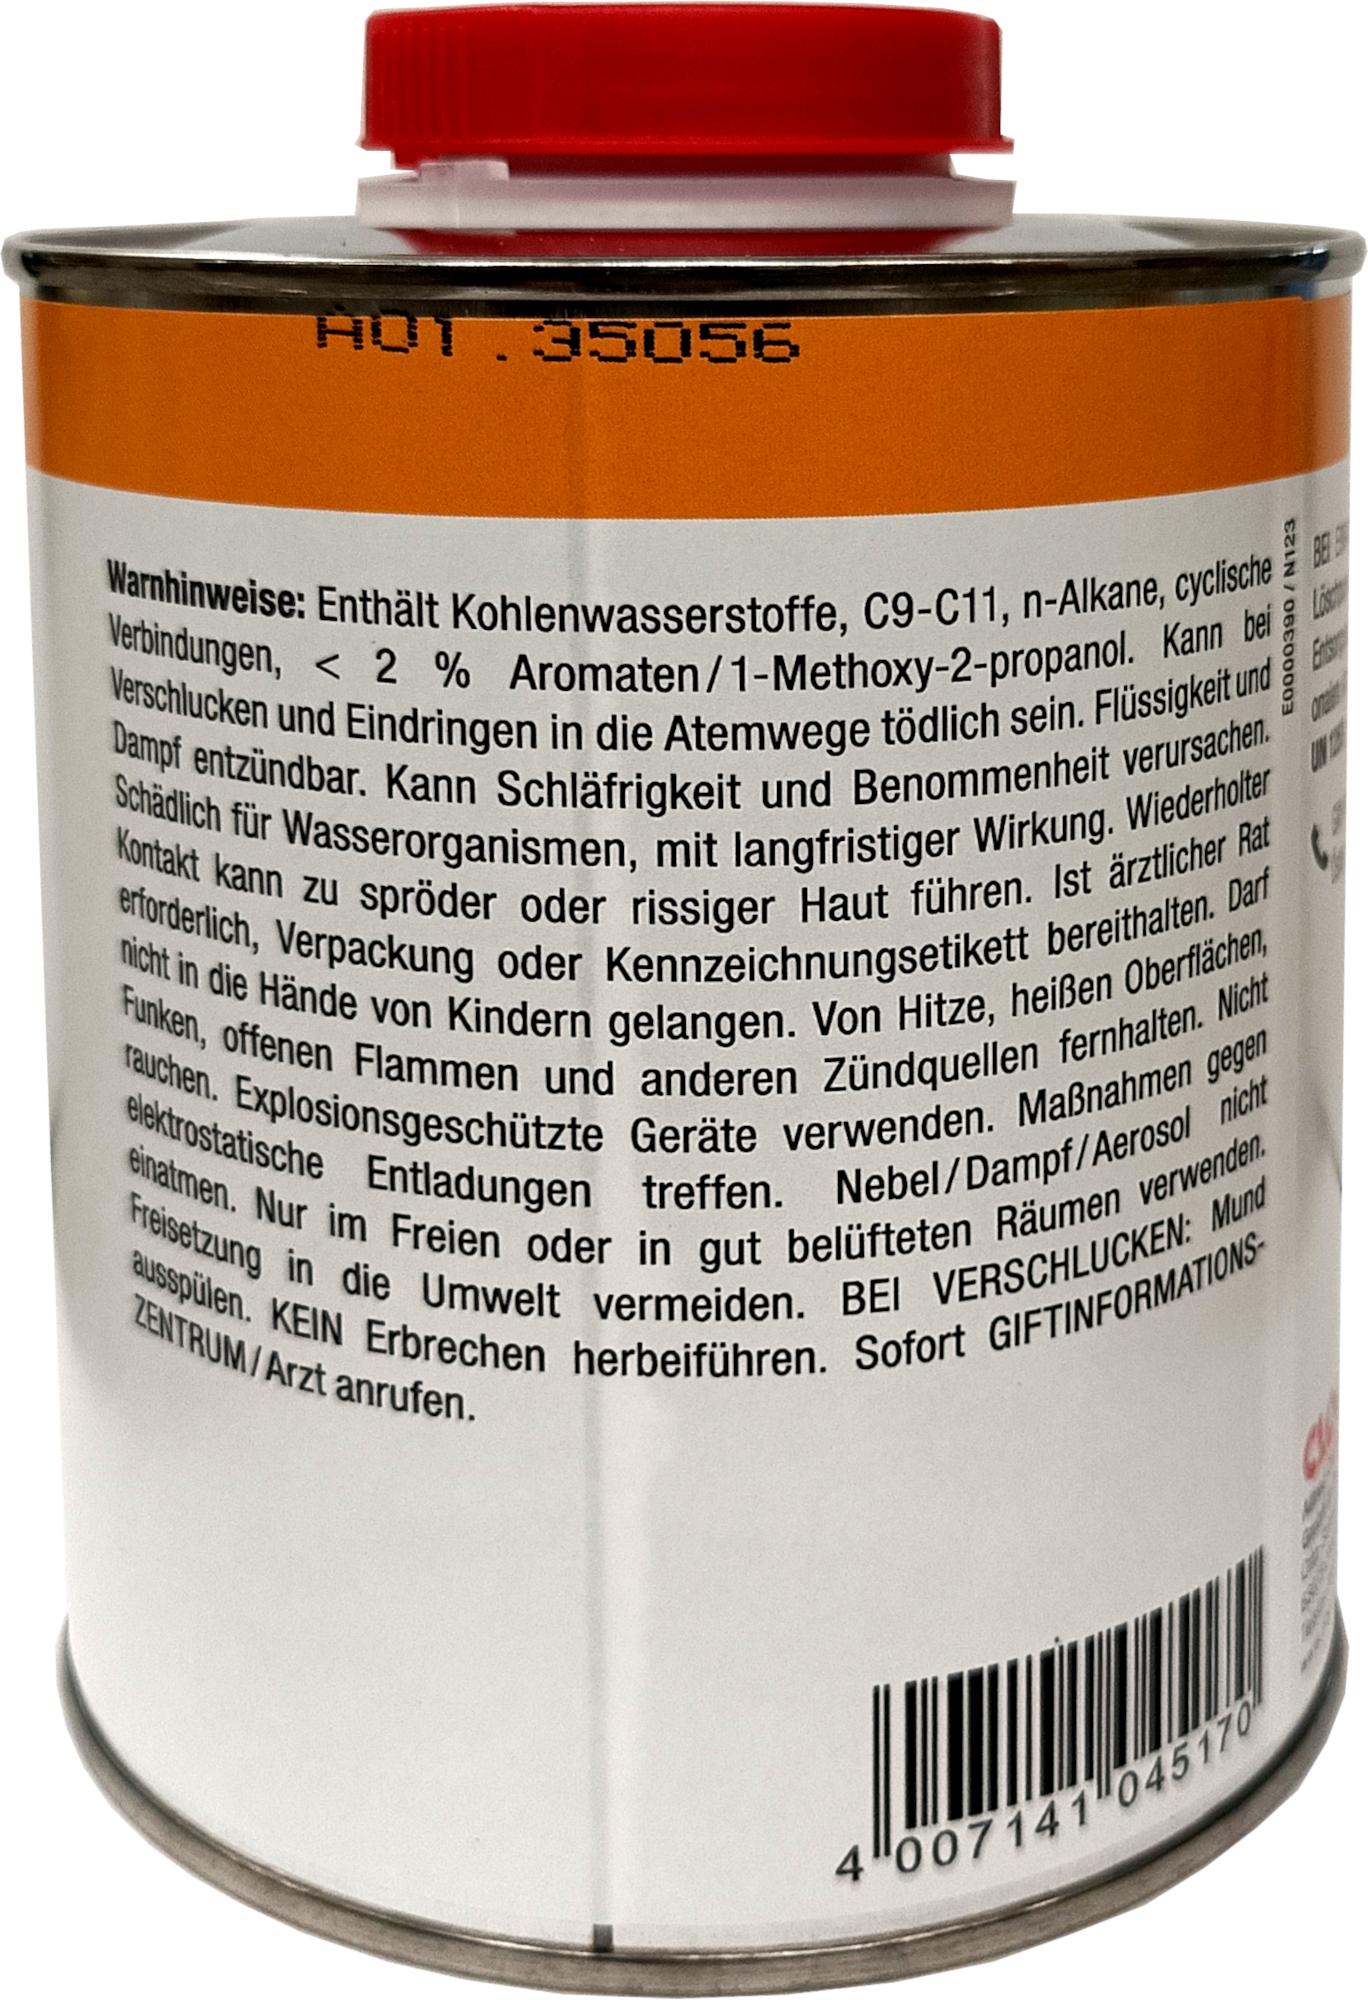 A01.35056
Warnhinweise: Enthält Kohlenwasserstoffe, C9-C11, n-Alkane, cyclische
Verbindungen, < 2 % Aromaten/1-Methoxy-2-propanol. Kann bei
Verschlucken und Eindringen in die Atemwege tödlich sein. Flüssigkeit und
Dampf entzündbar. Kann Schläfrigkeit und Benommenheit verursachen.
Schädlich für Wasserorganismen, mit langfristiger Wirkung. Wiederholter
Kontakt kann zu spröder oder rissiger Haut führen. Ist ärztlicher Rat
erforderlich, Verpackung oder Kennzeichnungsetikett bereithalten. Darf
nicht in die Hände von Kindern gelangen. Von Hitze, heißen Oberflächen,
Funken, offenen Flammen und anderen Zündquellen fernhalten. Nicht
rauchen. Explosionsgeschützte Geräte verwenden. Maßnahmen gegen
elektrostatische Entladungen treffen. Nebel/Dampf/Aerosol nicht
einatmen. Nur im Freien oder in gut belüfteten Räumen verwenden.
Freisetzung in die Umwelt vermeiden. BEI VERSCHLUCKEN: Mund
ausspülen. KEIN Erbrechen herbeiführen. Sofort GIFTINFORMATIONS-
ZENTRUM/Arzt anrufen.
E0000390 / N123
BEI
UN
4 007141 045170